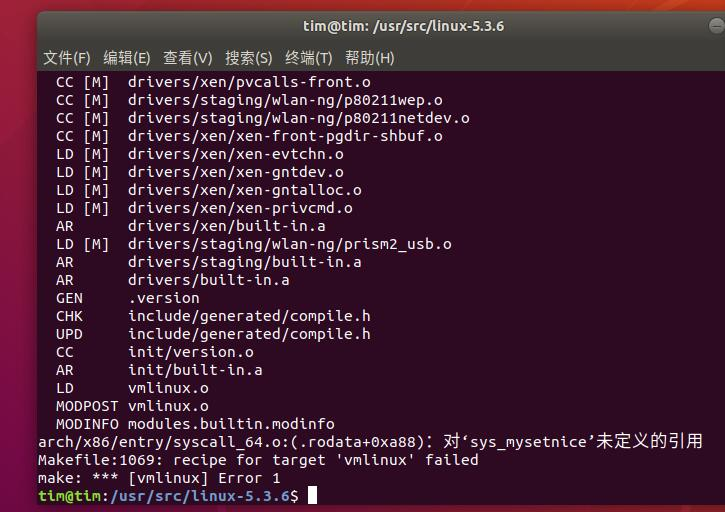 tim@tim: /usr/src/linux-5.3.6
文件(F) 编辑(E) 查看(V) 搜索(S) 终端(T) 帮助(H)
CC [M] drivers/xen/pvcalls-front.o
CC [M] drivers/staging/wlan-ng/p80211wep.o
CC [M] drivers/staging/wlan-ng/p80211netdev.o
CC [M] drivers/xen/xen-front-pgdir-shbuf.o
LD [M] drivers/xen/xen-evtchn.o
LD [M] drivers/xen/xen-gntdev.o
LD [M] drivers/xen/xen-gntalloc.o
LD [M] drivers/xen/xen-privcmd.o
AR drivers/xen/built-in.a
LD [M] drivers/staging/wlan-ng/prism2_usb.o
AR drivers/staging/built-in.a
AR drivers/built-in.a
GEN .version
CHK include/generated/compile.h
UPD include/generated/compile.h
CC init/version.o
AR init/built-in.a
LD vmlinux.o
MODPOST vmlinux.o
MODINFO modules.builtin.modinfo
arch/x86/entry/syscall_64.o:(.rodata+0xa88)：对‘sys_mysetnice’未定义的引用
Makefile:1069: recipe for target 'vmlinux' failed
make: *** [vmlinux] Error 1
tim@tim:/usr/src/linux-5.3.6$